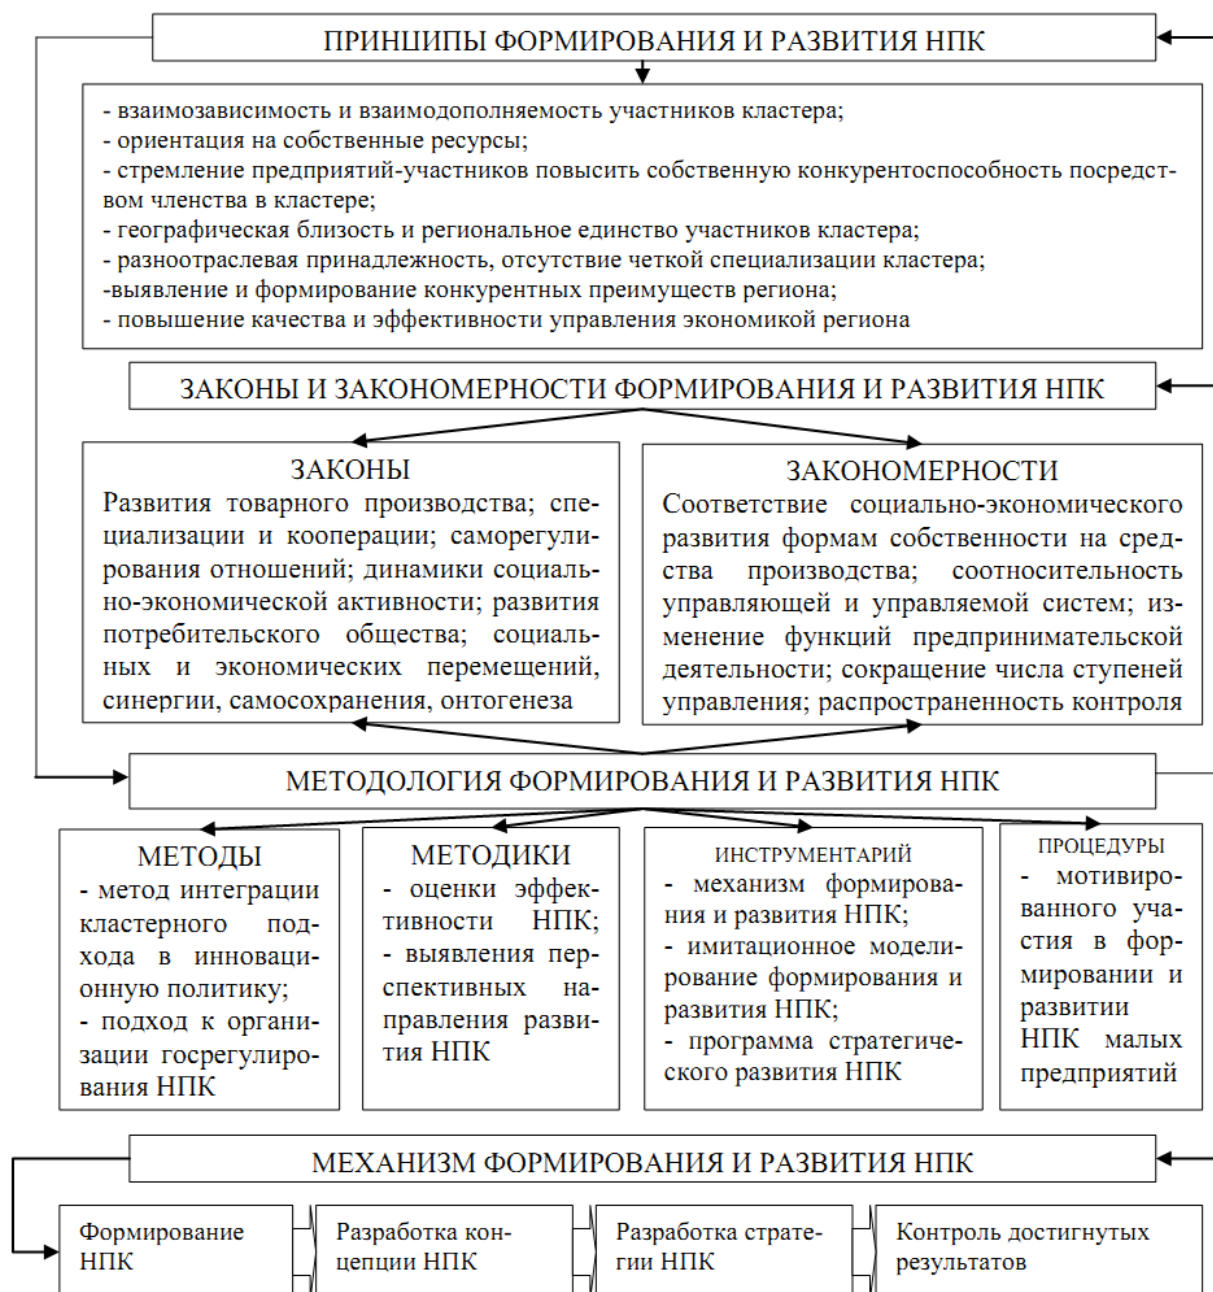 ПРИНЦИПЫ ФОРМИРОВАНИЯ И РАЗВИТИЯ НПК
- взаимозависимость и взаимодополняемость участников кластера;
- ориентация на собственные ресурсы;
- стремление предприятий-участников повысить собственную конкурентоспособность посредст-
вом членства в кластере;
- географическая близость и региональное единство участников кластера;
- разноотраслевая принадлежность, отсутствие четкой специализации кластера;
-выявление и формирование конкурентных преимуществ региона;
- повышение качества и эффективности управления экономикой региона
ЗАКОНЫ И ЗАКОНОМЕРНОСТИ ФОРМИРОВАНИЯ И РАЗВИТИЯ НПК
ЗАКОНЫ
Развития товарного производства; спе-
циализации и кооперации; саморегули-
рования отношений; динамики социаль-
но-экономической активности; развития
потребительского общества; социаль-
ных и экономических перемещений,
синергии, самосохранения, онтогенеза
ЗАКОНОМЕРНОСТИ
Соответствие социально-экономического
развития формам собственности на сред-
ства производства; соотносительность
управляющей и управляемой систем; из-
менение функций предпринимательской
деятельности; сокращение числа ступеней
управления; распространенность контроля
МЕТОДОЛОГИЯ ФОРМИРОВАНИЯ И РАЗВИТИЯ НПК
МЕТОДЫ
- метод интеграции
кластерного под-
хода в инноваци-
онную политику;
- подход к органи-
зации госрегулиро-
вания НПК
МЕТОДИКИ
- оценки эффек-
тивности НПК;
- выявления пер-
спективных на-
правления разви-
тия НПК
ИНСТРУМЕНТАРИЙ
- механизм формирова-
ния и развития НПК;
- имитационное модели-
рование формирования и
развития НПК;
- программа стратегиче-
ского развития НПК
ПРОЦЕДУРЫ
- мотивиро-
ванного уча-
стия в фор-
мировании и
развитии
НПК малых
предприятий
МЕХАНИЗМ ФОРМИРОВАНИЯ И РАЗВИТИЯ НПК
Формирование
НПК
Разработка кон-
цепции НПК
Разработка страте-
гии НПК
Контроль достигнутых
результатов